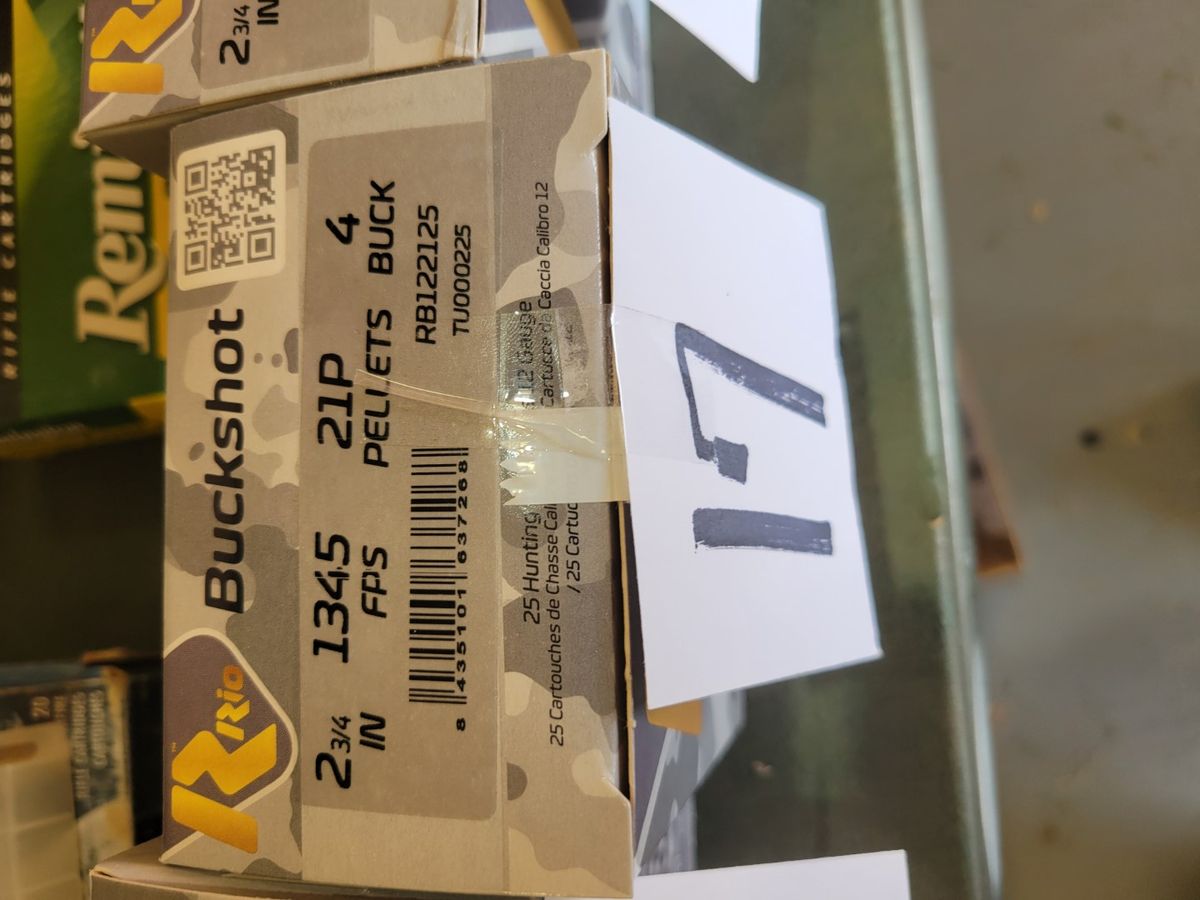 Rio
Buckshot
2 3/4 IN
1345 FPS
21P PELLETS
4 BUCK
RB122125
TU000225
8 435101 637268
25 Hunting
12 Gauge
25 Cartouches de Chasse Cal
Cartucce da Caccia Calibro 12
/ 25 Cartuc
17
2 3/4 IN
RIFLE CARTRIDGES
Rem